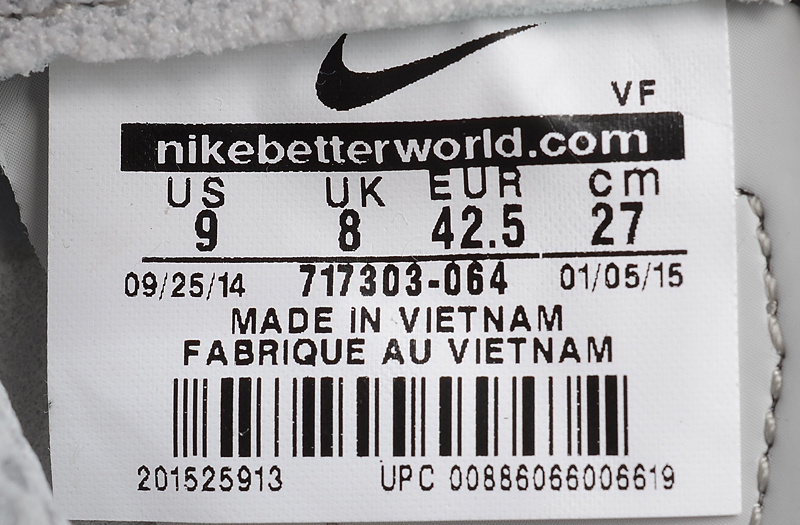 VF
nikebetterworld.com
US UK EUR cm
9 8 42.5 27
09/25/14 717303-064 01/05/15
MADE IN VIETNAM
FABRIQUE AU VIETNAM
201525913 UPC 00886066006619